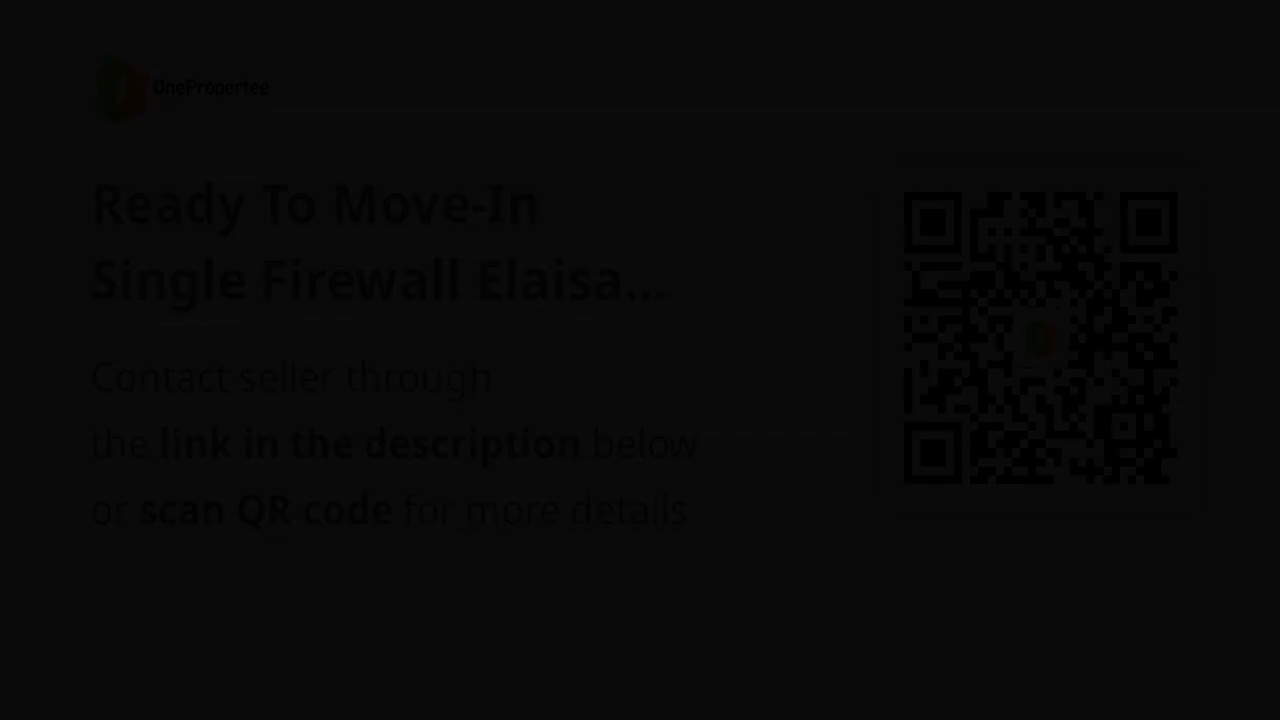 OnePropertee
Ready To Move-In
Single Firewall Elaisa...
Contact seller through
the link in the description below
or scan QR code for more details